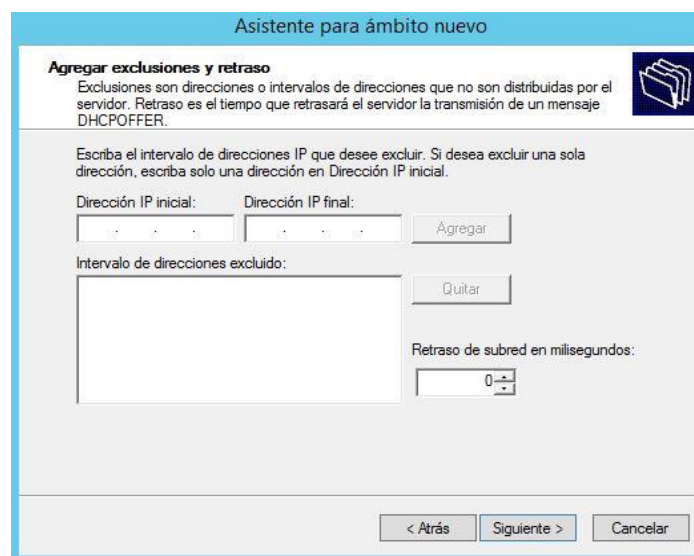 Asistente para ámbito nuevo
Agregar exclusiones y retraso
Exclusiones son direcciones o intervalos de direcciones que no son distribuidas por el
servidor. Retraso es el tiempo que retrasará el servidor la transmisión de un mensaje
DHCPOFFER.
Escriba el intervalo de direcciones IP que desee excluir. Si desea excluir una sola
dirección, escriba solo una dirección en Dirección IP inicial.
Dirección IP inicial: Dirección IP final:
. . . . . . Agregar
Intervalo de direcciones excluido:
Quitar
Retraso de subred en milisegundos:
0
< Atrás Siguiente > Cancelar